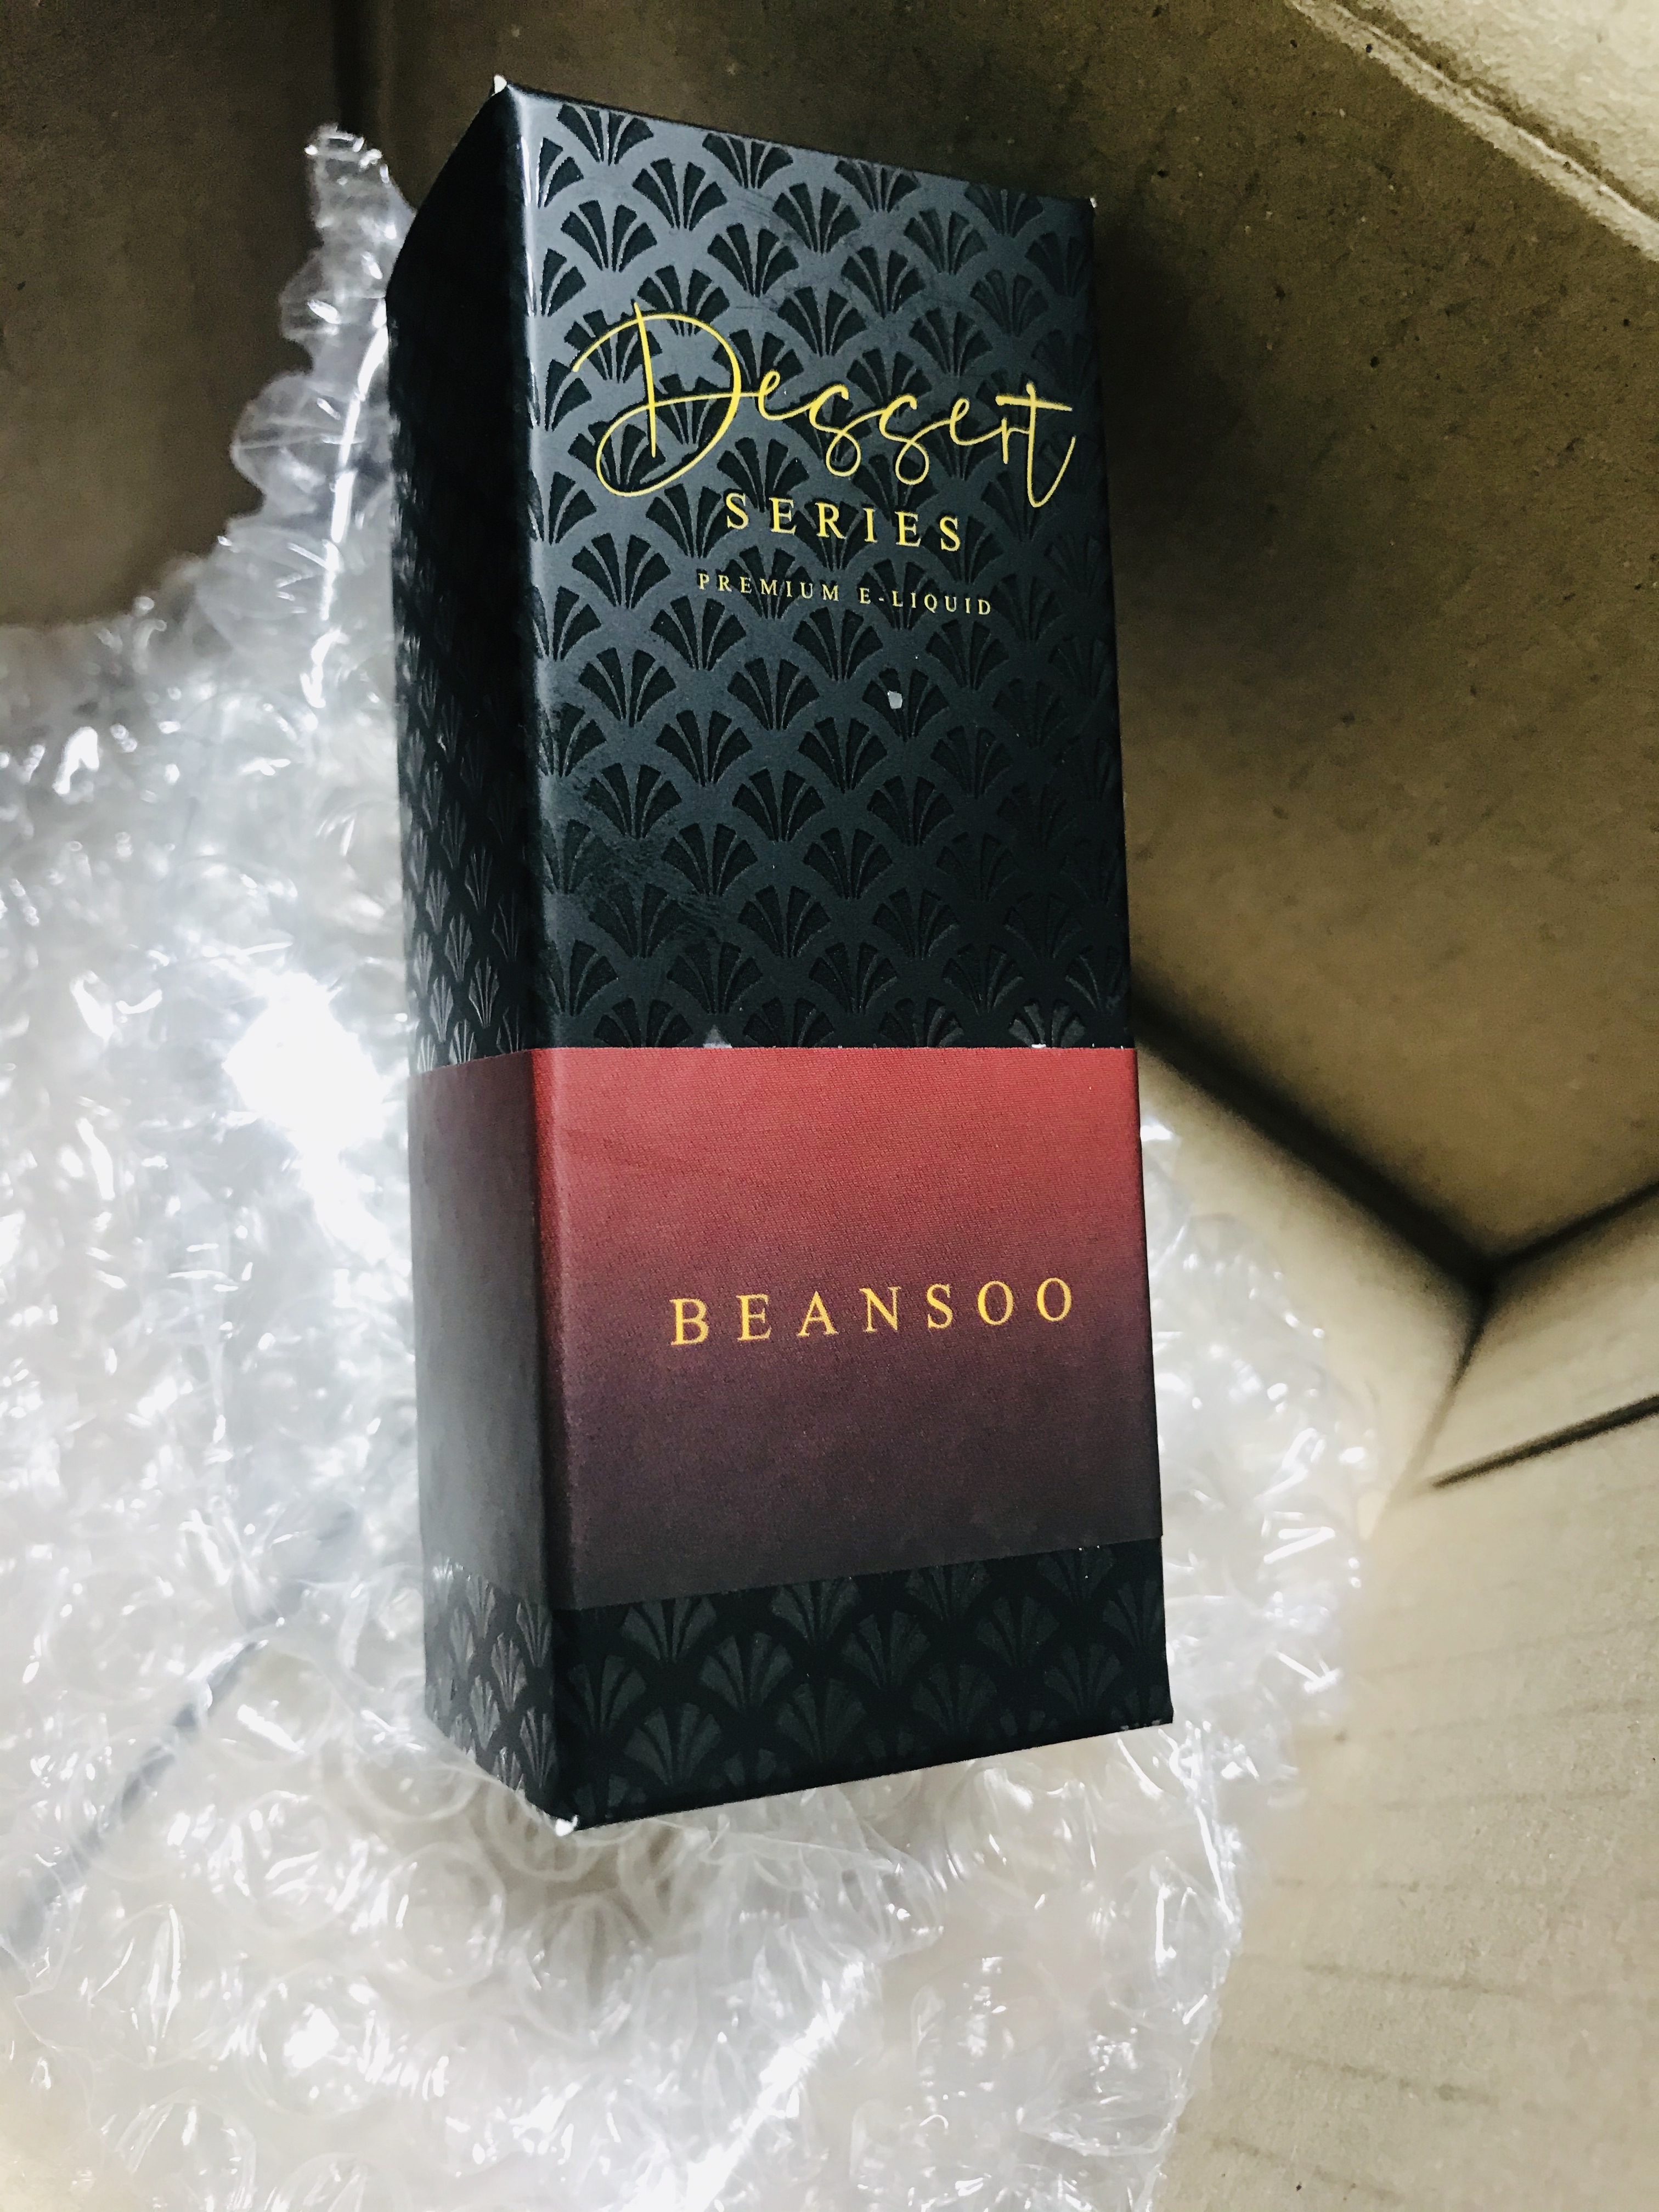 Dessert
SERIES
PREMIUM E-LIQUID
BEANSOO